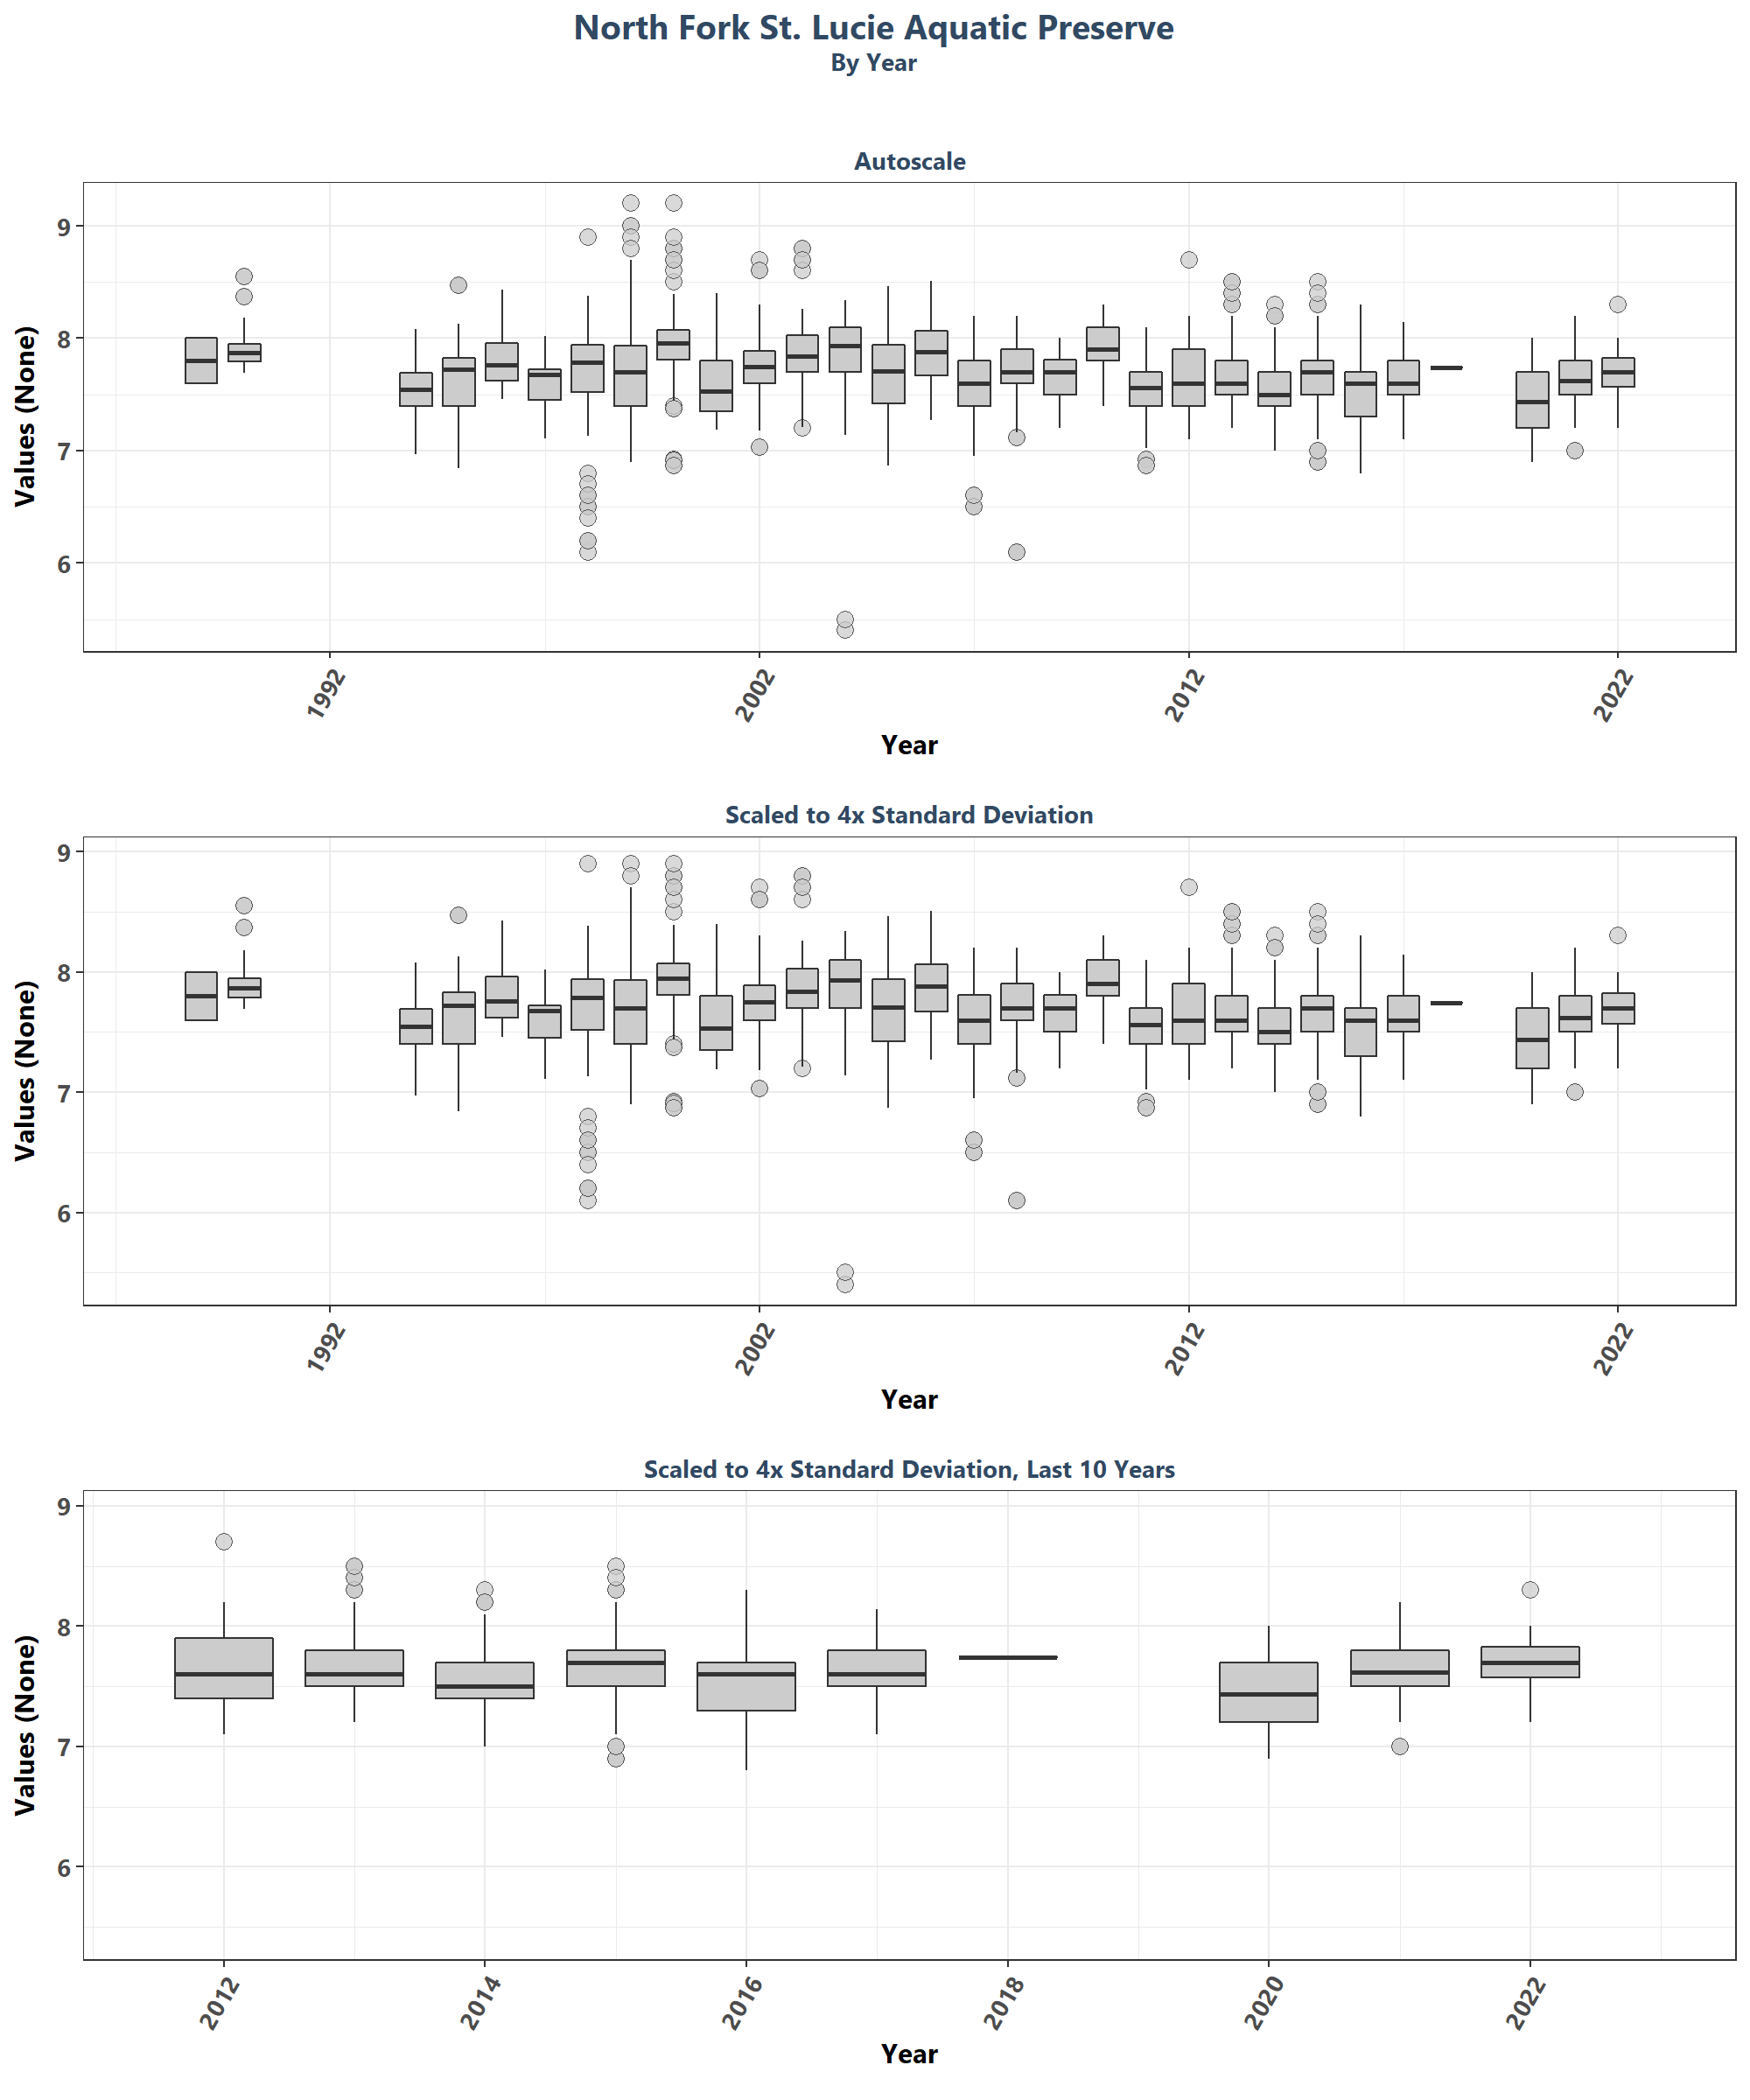 North Fork St. Lucie Aquatic Preserve
By Year
Autoscale
Values (None)
9
8
7
6
1992 2002 2012 2022
Year
Scaled to 4x Standard Deviation
Values (None)
9
8
7
6
1992 2002 2012 2022
Year
Scaled to 4x Standard Deviation, Last 10 Years
Values (None)
9
8
7
6
2012 2014 2016 2018 2020 2022
Year